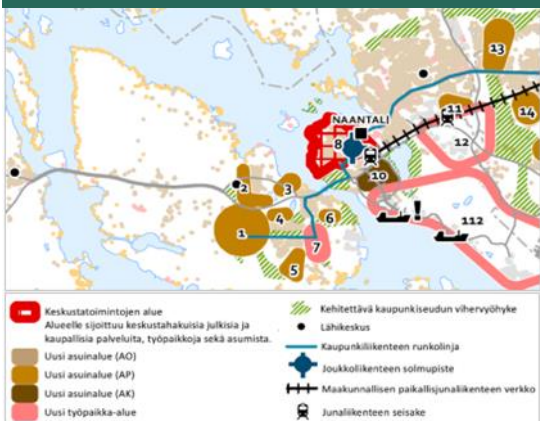 13
NAANTALI
11
14
8
12
10
2
3
4
6
112
1
7
5
Keskustatoimintojen alue
Alueelle sijoittuu keskustahakuisia julkisia ja
kaupallisia palveluita, työpaikkoja sekä asumista.
Uusi asuinalue (AO)
Uusi asuinalue (AP)
Uusi asuinalue (AK)
Uusi työpaikka-alue
Kehitettävä kaupunkiseudun vihervyöhyke
Lähikeskus
Kaupunkiliikenteen runkolinja
Joukkoliikenteen solmupiste
Maakunnallisen paikallisjunaliikenteen verkko
Junaliikenteen seisake